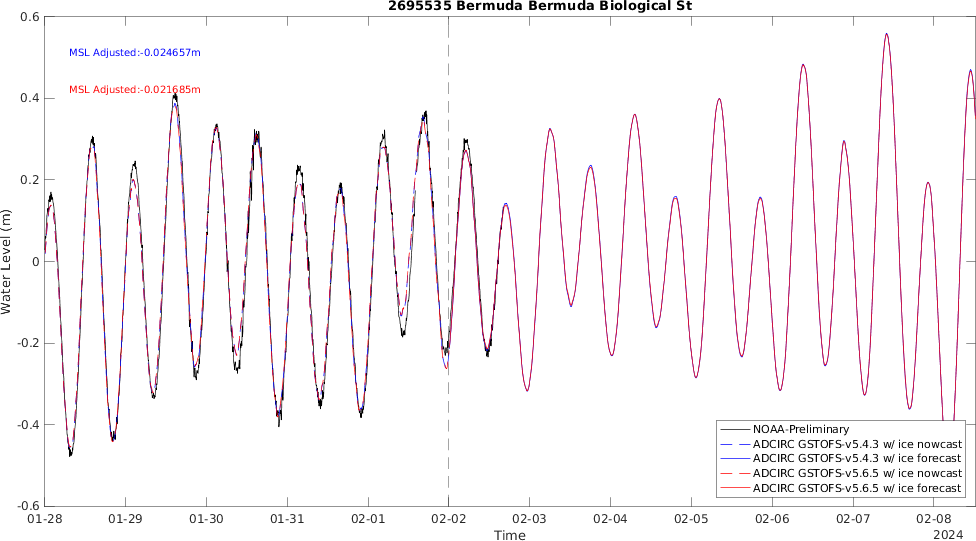 2695535 Bermuda Bermuda Biological St
MSL Adjusted:-0.024657m
MSL Adjusted:-0.021685m
Water Level (m)
0.6
0.4
0.2
0
-0.2
-0.4
-0.6
NOAA-Preliminary
ADCIRC GSTOFS-v5.4.3 w/ ice nowcast
ADCIRC GSTOFS-v5.4.3 w/ ice forecast
ADCIRC GSTOFS-v5.6.5 w/ ice nowcast
ADCIRC GSTOFS-v5.6.5 w/ ice forecast
01-28 01-29 01-30 01-31 02-01 02-02 02-03 02-04 02-05 02-06 02-07 02-08
Time
2024